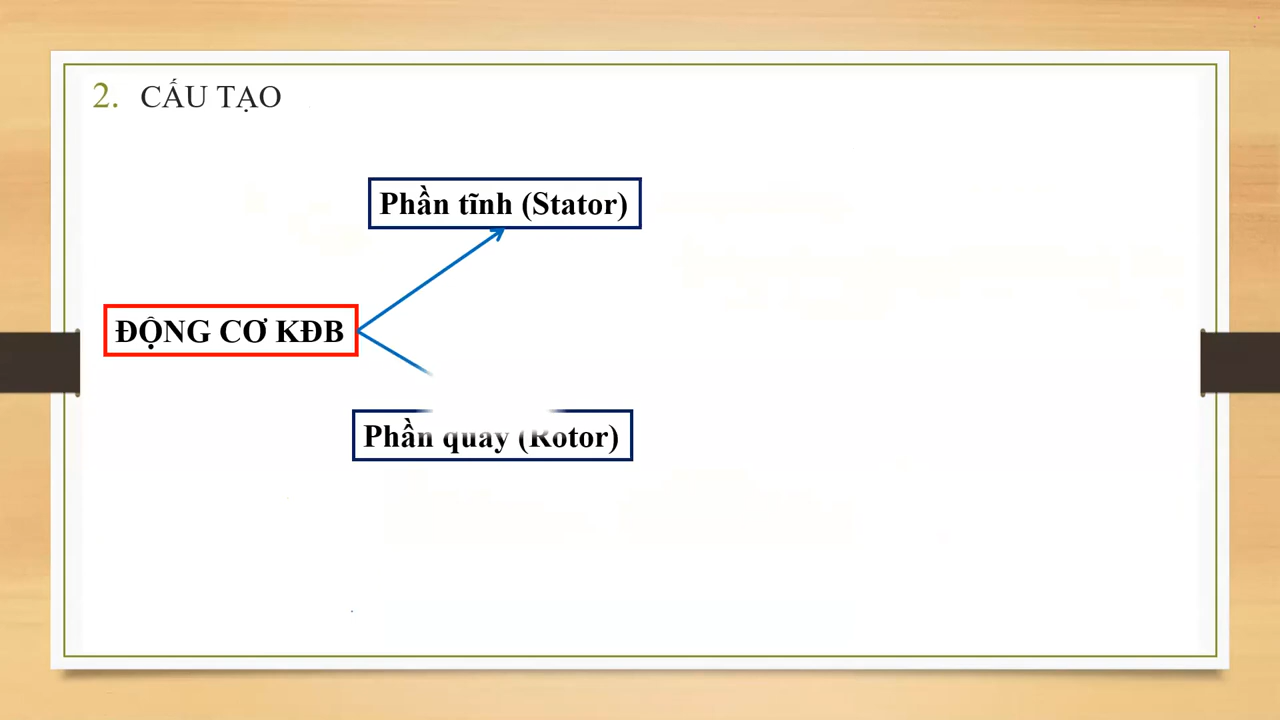 2. CẤU TẠO
Phần tĩnh (Stator)
ĐỘNG CƠ KĐB
Phần quay (Rotor)